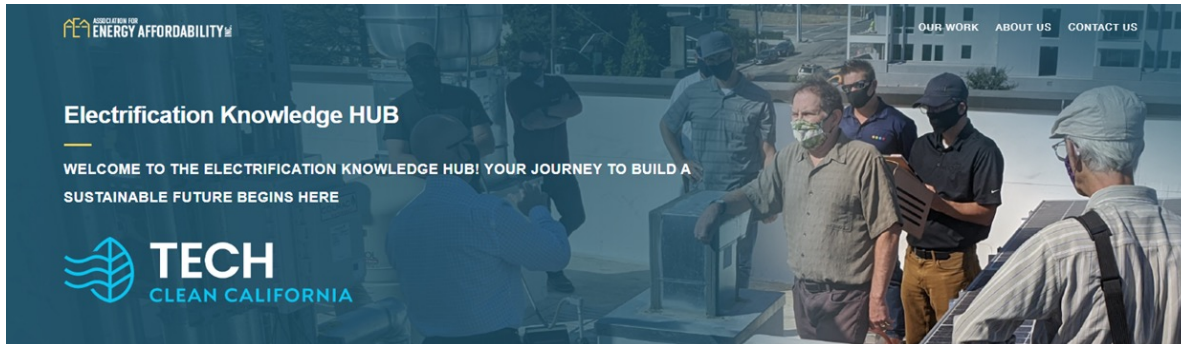 AEA ASSOCIATION FOR
ENERGY AFFORDABILITY INC
OUR WORK ABOUT US CONTACT US
Electrification Knowledge HUB
WELCOME TO THE ELECTRIFICATION KNOWLEDGE HUB! YOUR JOURNEY TO BUILD A
SUSTAINABLE FUTURE BEGINS HERE
TECH
CLEAN CALIFORNIA